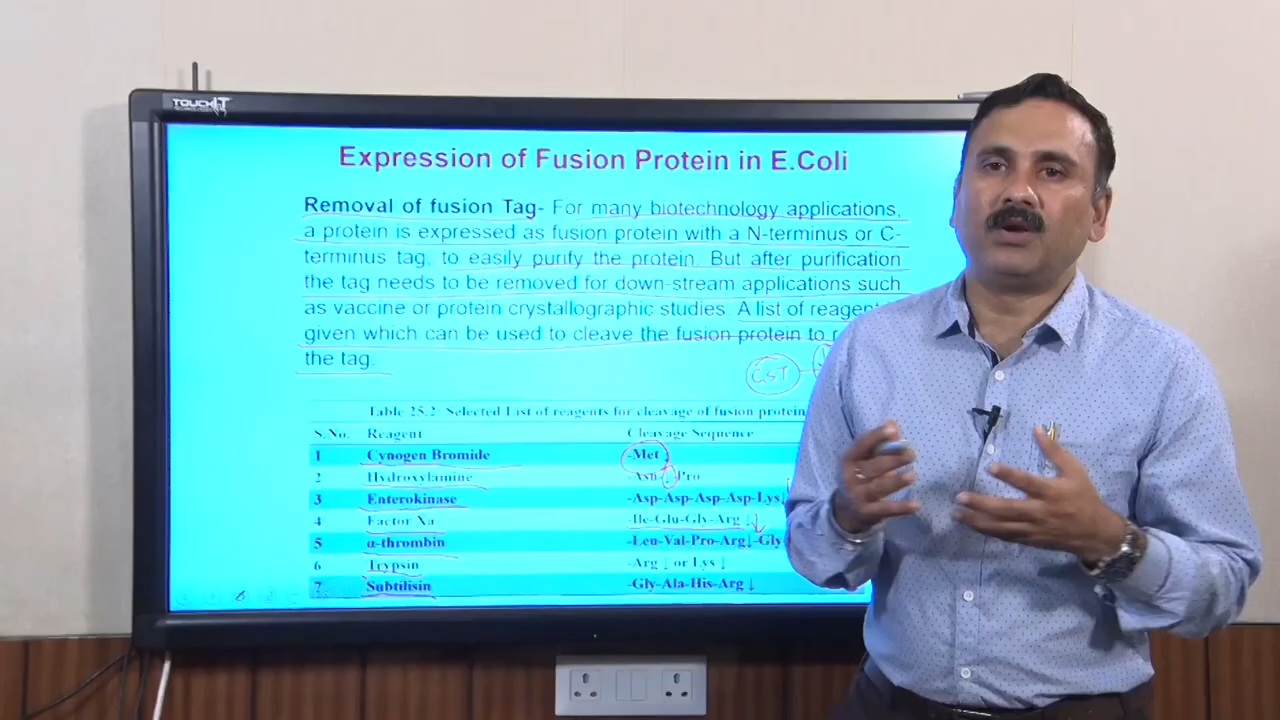 TOUCHIT
Expression of Fusion Protein in E.Coli
Removal of fusion Tag- For many biotechnology applications,
a protein is expressed as fusion protein with a N-terminus or C-
terminus tag, to easily purify the protein. But after purification
the tag needs to be removed for down-stream applications such
as vaccine or protein crystallographic studies. A list of reagent
given which can be used to cleave the fusion protein to
the tag.
GST
Table 25.2: Selected List of reagents for cleavage of fusion protein
S.No. Reagent Cleavage Sequence
1 Cynogen Bromide -Met↓
2 Hydroxylamine -Asn ↓ Pro
3 Enterokinase -Asp-Asp-Asp-Asp-Lys↓
4 Factor Xa -Ile-Glu-Gly-Arg ↓
5 α-thrombin -Leu-Val-Pro-Arg↓-Gly
6 Trypsin -Arg ↓ or Lys ↓
7 Subtilisin -Gly-Ala-His-Arg ↓